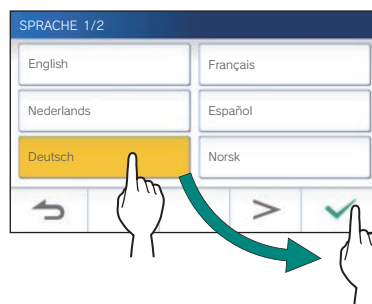 SPRACHE 1/2
English
Français
Nederlands
Español
Deutsch
Norsk